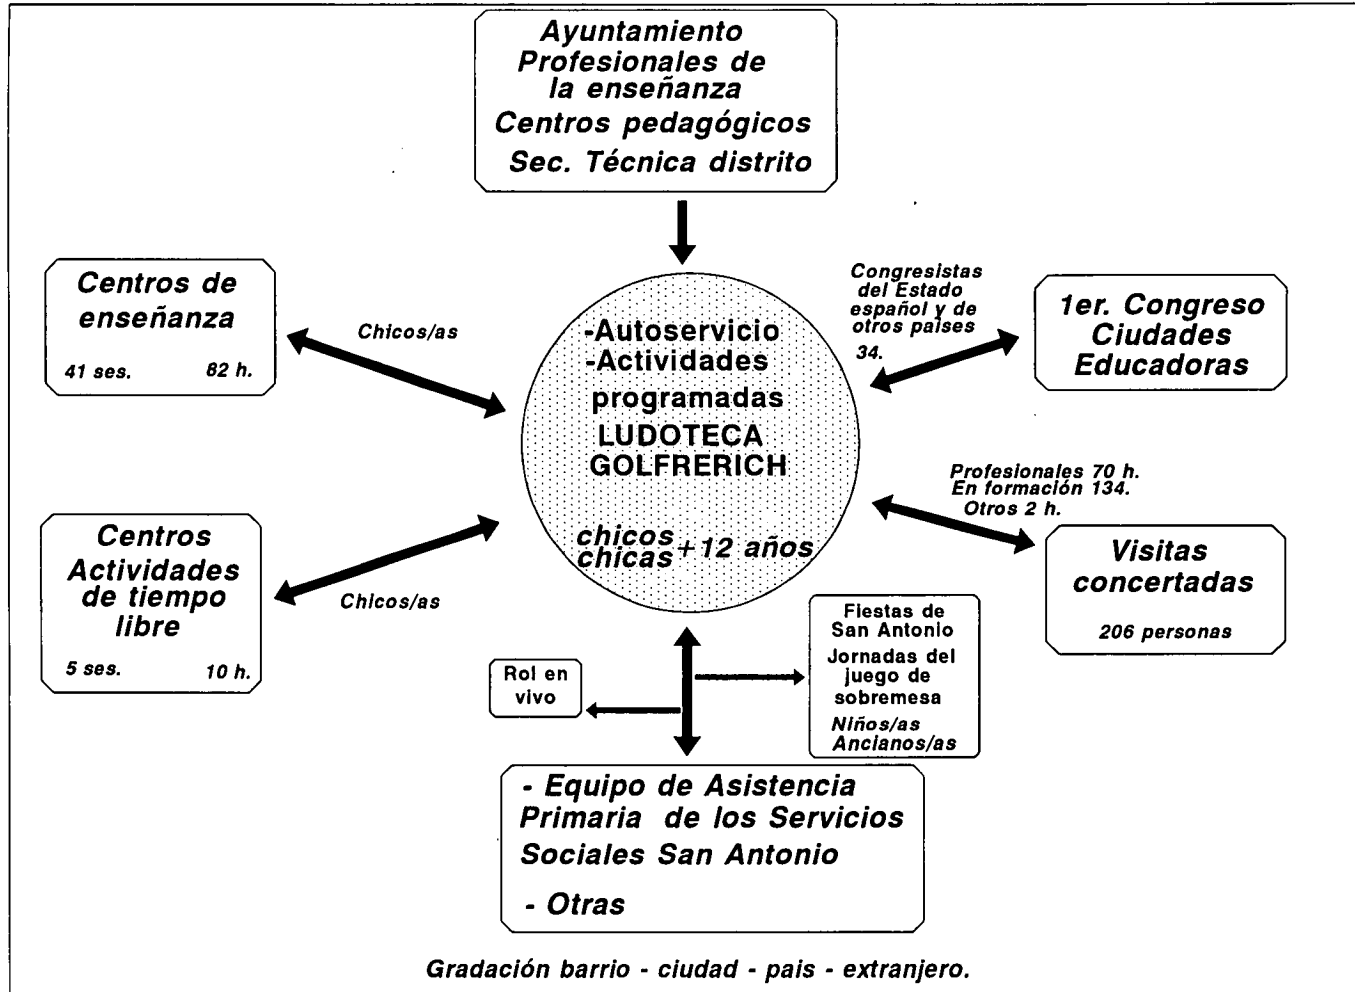 Ayuntamiento
Profesionales de
la enseñanza
Centros pedagógicos
Sec. Técnica distrito
Centros de
enseñanza
41 ses. 82 h.
Chicos/as
-Autoservicio
-Actividades
programadas
LUDOTECA
GOLFRERICH
chicos
chicas + 12 años
Congresistas
del Estado
español y de
otros paises
34.
1er. Congreso
Ciudades
Educadoras
Centros
Actividades
de tiempo
libre
5 ses. 10 h.
Chicos/as
Profesionales 70 h.
En formación 134.
Otros 2 h.
Visitas
concertadas
206 personas
Rol en
vivo
Fiestas de
San Antonio
Jornadas del
juego de
sobremesa
Niños/as
Ancianos/as
- Equipo de Asistencia
Primaria de los Servicios
Sociales San Antonio
- Otras
Gradación barrio - ciudad - pais - extranjero.